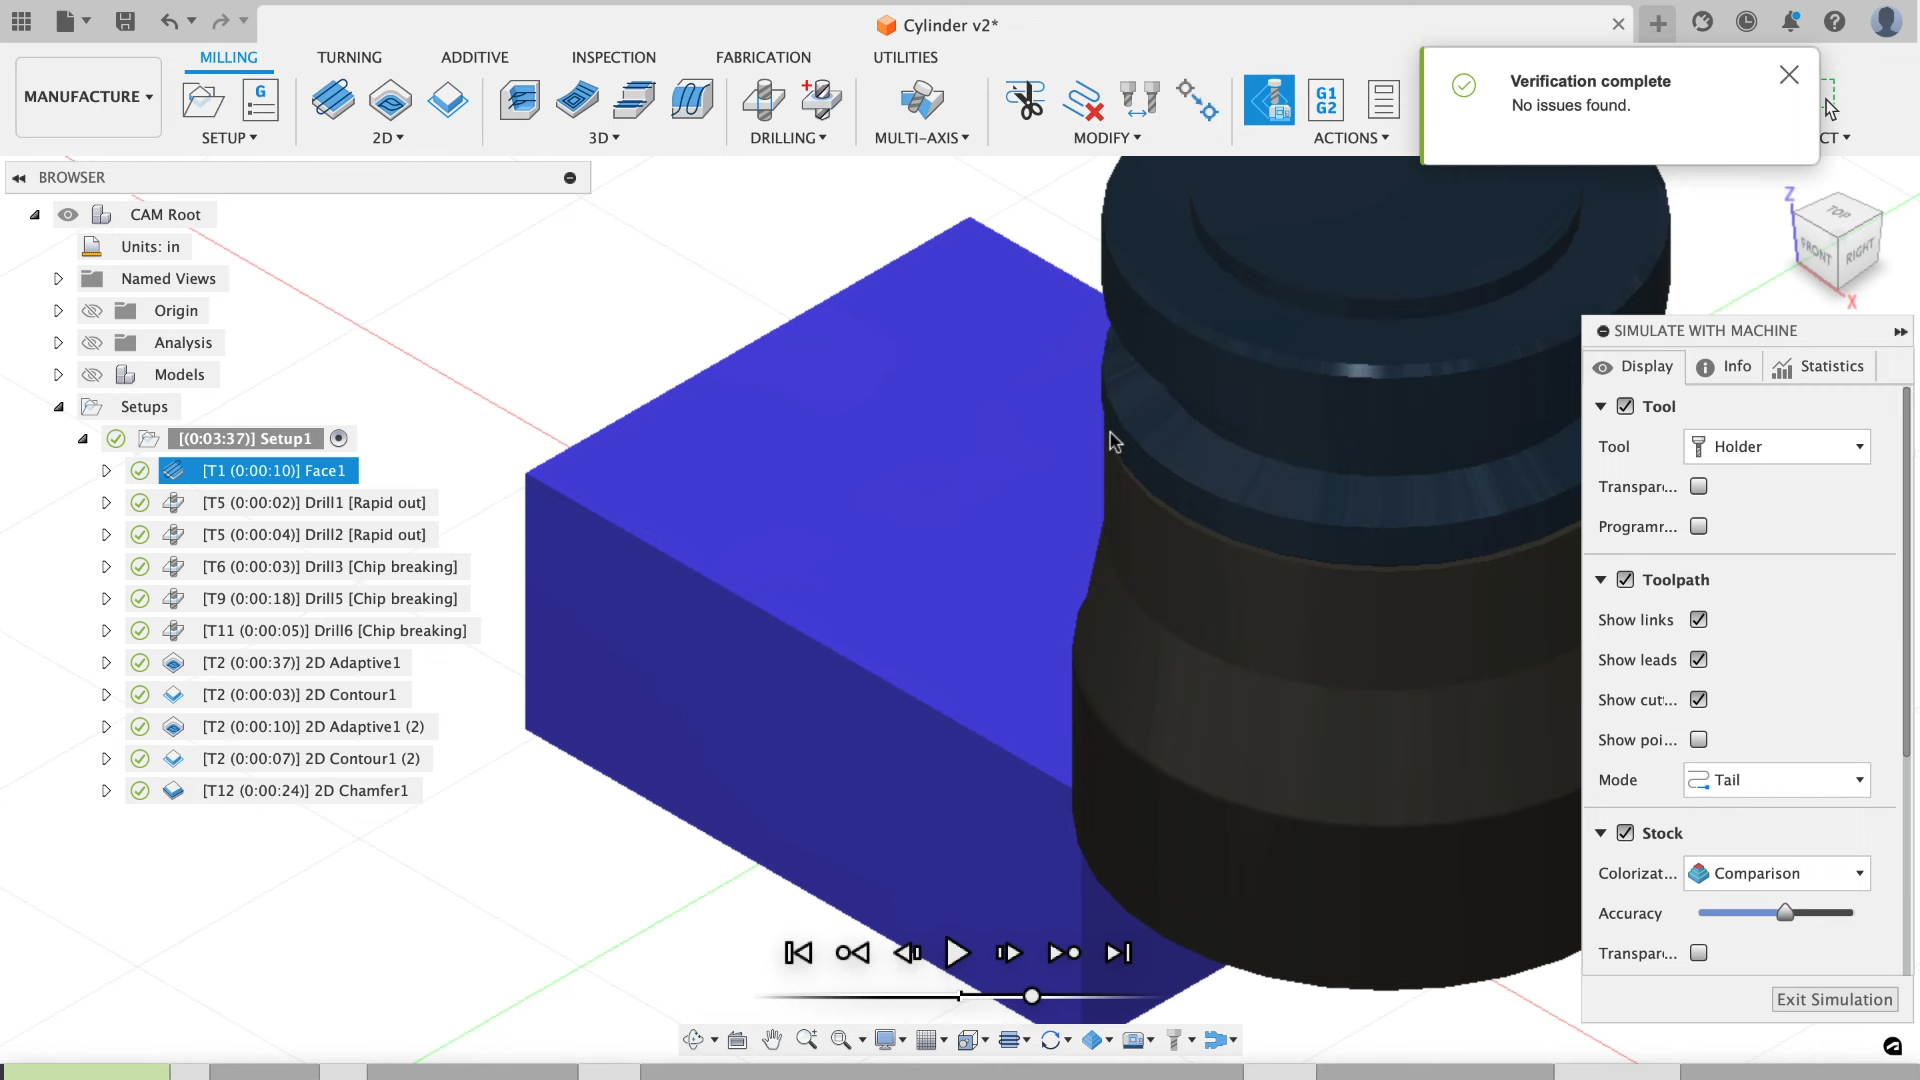 Cylinder v2*
MILLING
TURNING
ADDITIVE
INSPECTION
FABRICATION
UTILITIES
MANUFACTURE
G
G1
G2
SETUP
2D
3D
DRILLING
MULTI-AXIS
MODIFY
ACTIONS
CT
Verification complete
No issues found.
BROWSER
CAM Root
Units: in
Named Views
Origin
Analysis
Models
Setups
[(0:03:37)] Setup1
[T1 (0:00:10)] Face1
[T5 (0:00:02)] Drill1 [Rapid out]
[T5 (0:00:04)] Drill2 [Rapid out]
[T6 (0:00:03)] Drill3 [Chip breaking]
[T9 (0:00:18)] Drill5 [Chip breaking]
[T11 (0:00:05)] Drill6 [Chip breaking]
[T2 (0:00:37)] 2D Adaptive1
[T2 (0:00:03)] 2D Contour1
[T2 (0:00:10)] 2D Adaptive1 (2)
[T2 (0:00:07)] 2D Contour1 (2)
[T12 (0:00:24)] 2D Chamfer1
Z
TOP
FRONT
RIGHT
X
SIMULATE WITH MACHINE
Display
Info
Statistics
Tool
Tool
Holder
Transpar...
Programr...
Toolpath
Show links
Show leads
Show cut...
Show poi...
Mode
Tail
Stock
Colorizat...
Comparison
Accuracy
Transpar...
Exit Simulation